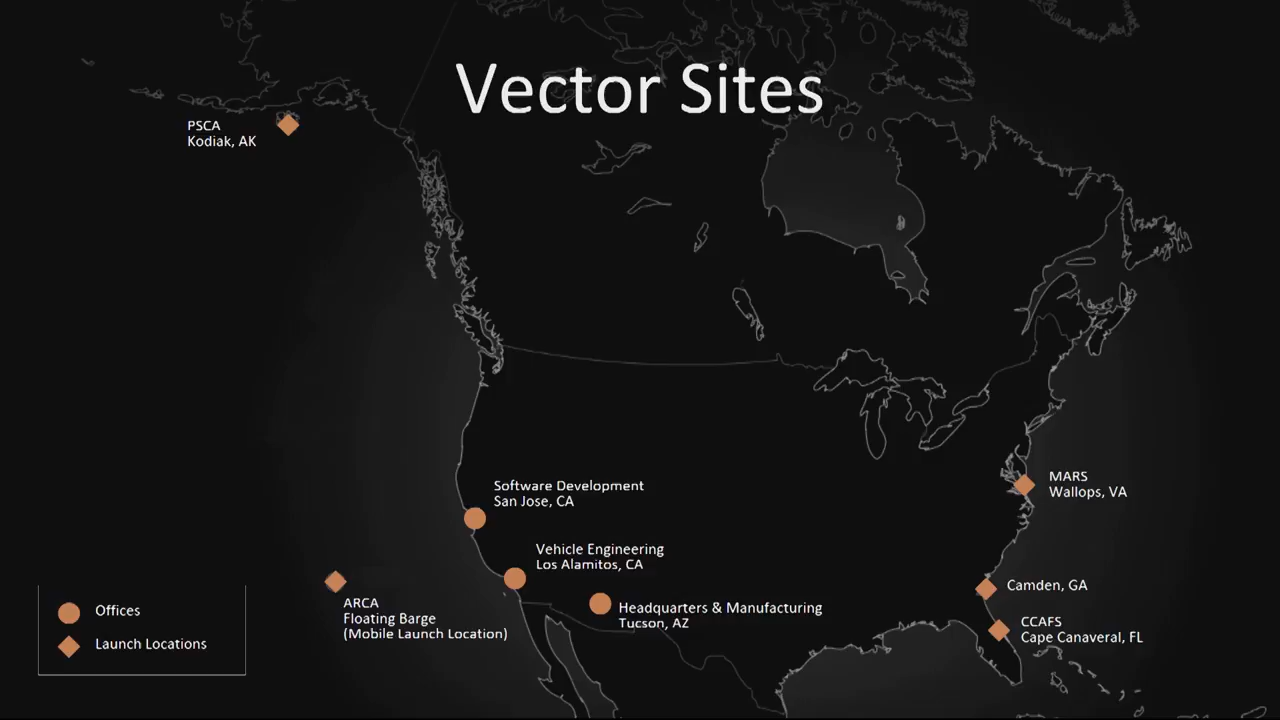 Vector Sites
PSCA
Kodiak, AK
Software Development
San Jose, CA
MARS
Wallops, VA
Vehicle Engineering
Los Alamitos, CA
Camden, GA
ARCA
Floating Barge
(Mobile Launch Location)
Headquarters & Manufacturing
Tucson, AZ
CCAFS
Cape Canaveral, FL
Offices
Launch Locations